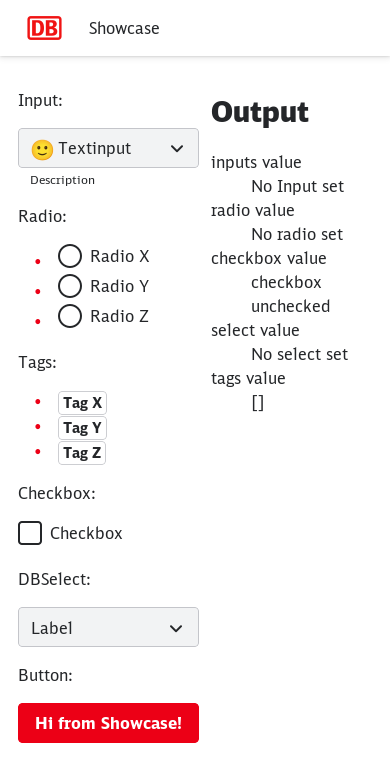 DB
Showcase
Input:
Textinput
Description
Radio:
Radio X
Radio Y
Radio Z
Tags:
Tag X
Tag Y
Tag Z
Checkbox:
Checkbox
DBSelect:
Label
Button:
Hi from Showcase!
Output
inputs value
No Input set
radio value
No radio set
checkbox value
checkbox
unchecked
select value
No select set
tags value
[]